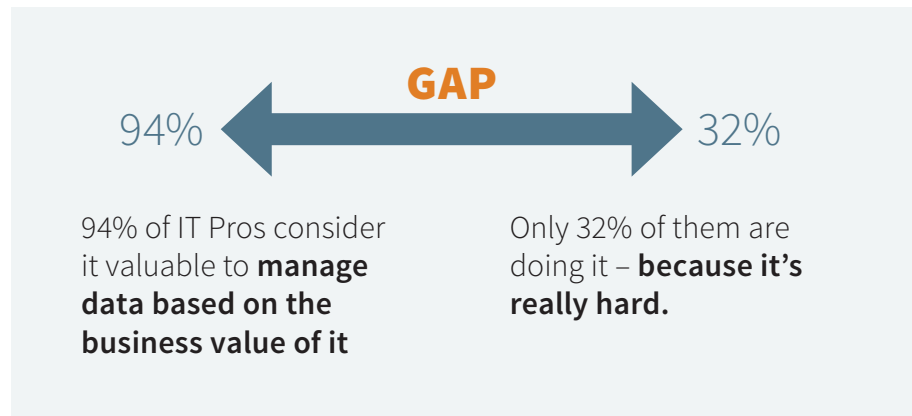 GAP
94%
32%
94% of IT Pros consider
it valuable to manage
data based on the
business value of it
Only 32% of them are
doing it – because it’s
really hard.